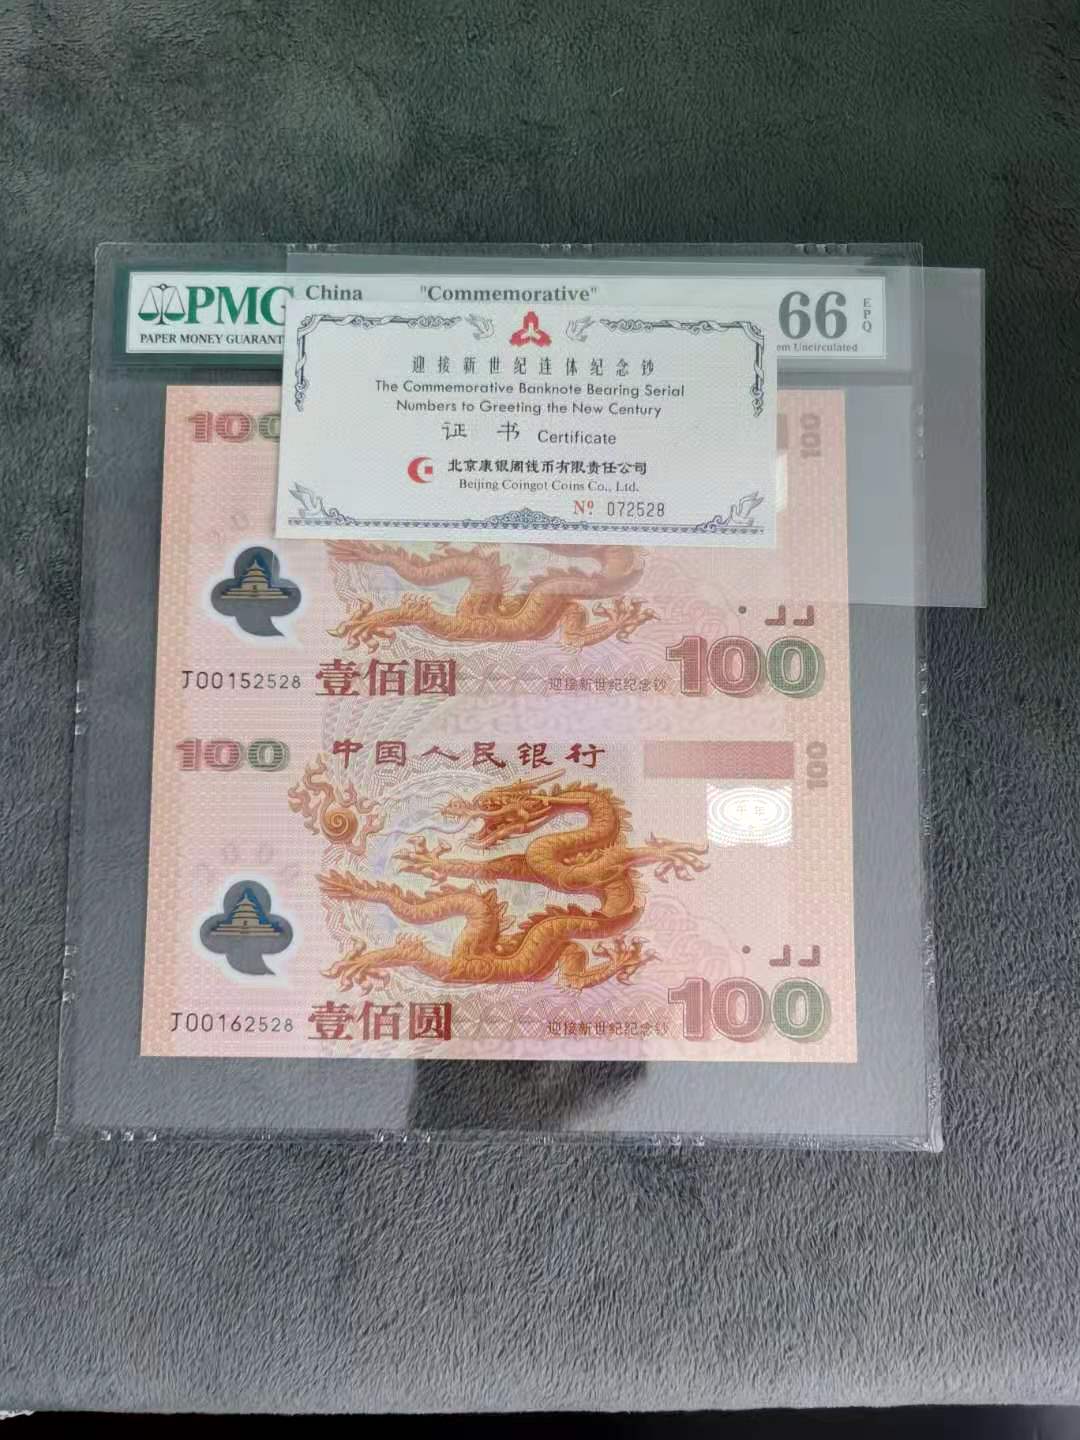 PMG
PAPER MONEY GUARANT
China "Commemorative"
66
EPQ
em Uncirculated
迎接新世纪连体纪念钞
The Commemorative Banknote Bearing Serial
Numbers to Greeting the New Century
证 书 Certificate
北京康银阁钱币有限责任公司
Beijing Coingot Coins Co., Ltd.
Nº 072528
100
100
J00152528
壹佰圆
迎接新世纪纪念钞
100
100
中国人民银行
100
千年
J00162528
壹佰圆
迎接新世纪纪念钞
100